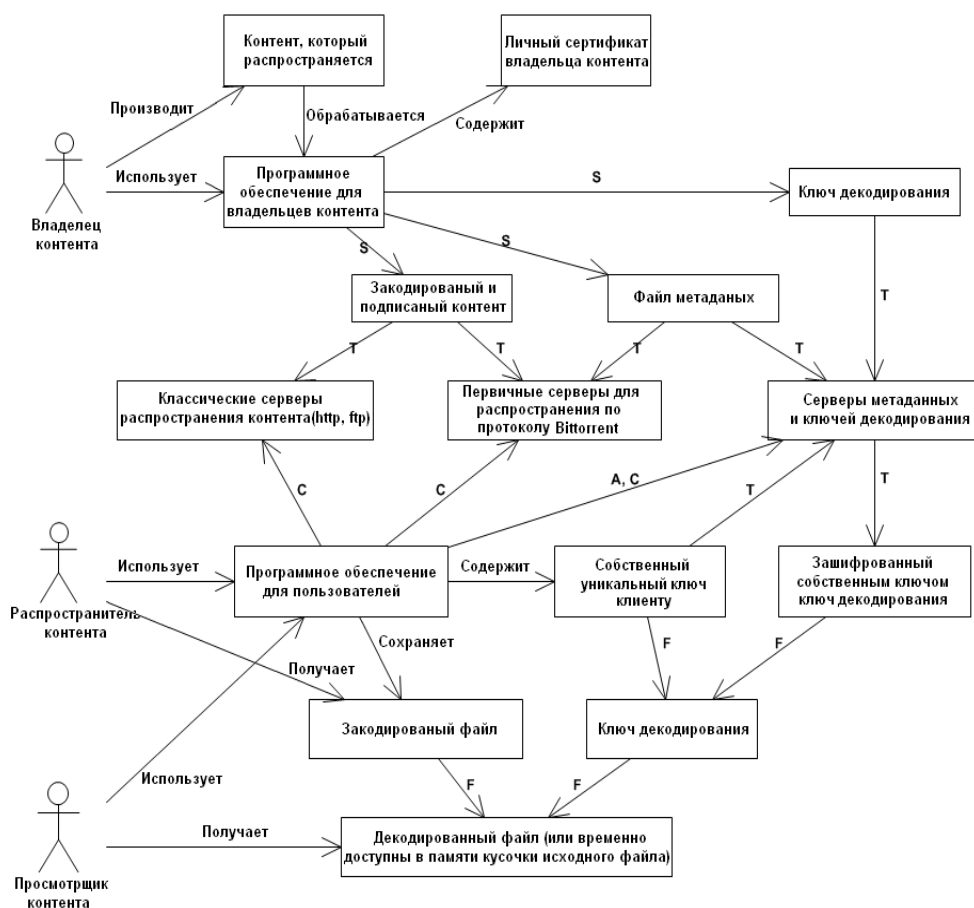 Контент, который
распространяется
Личный сертификат
владельца контента
Производит
Обрабатывается
Содержит
Использует
Программное
обеспечение для
владельцев контента
S
Ключ декодирования
Владелец
контента
S
S
T
Закодированый и
подписаный контент
Файл метаданых
T
T
T
T
Классические серверы
распространения контента(http, ftp)
Первичные серверы для
распространения по
протоколу Bittorrent
Серверы метаданных
и ключей декодирования
C
C
A, C
T
T
Использует
Программное обеспечение
для пользователей
Содержит
Собственный
уникальный ключ
клиенту
Зашифрованный
собственным ключом
ключ декодирования
Распространитель
контента
Сохраняет
F
F
Получает
Закодированый файл
Ключ декодирования
Использует
F
F
Получает
Декодированный файл (или временно
доступны в памяти кусочки исходного файла)
Просмотрщик
контента